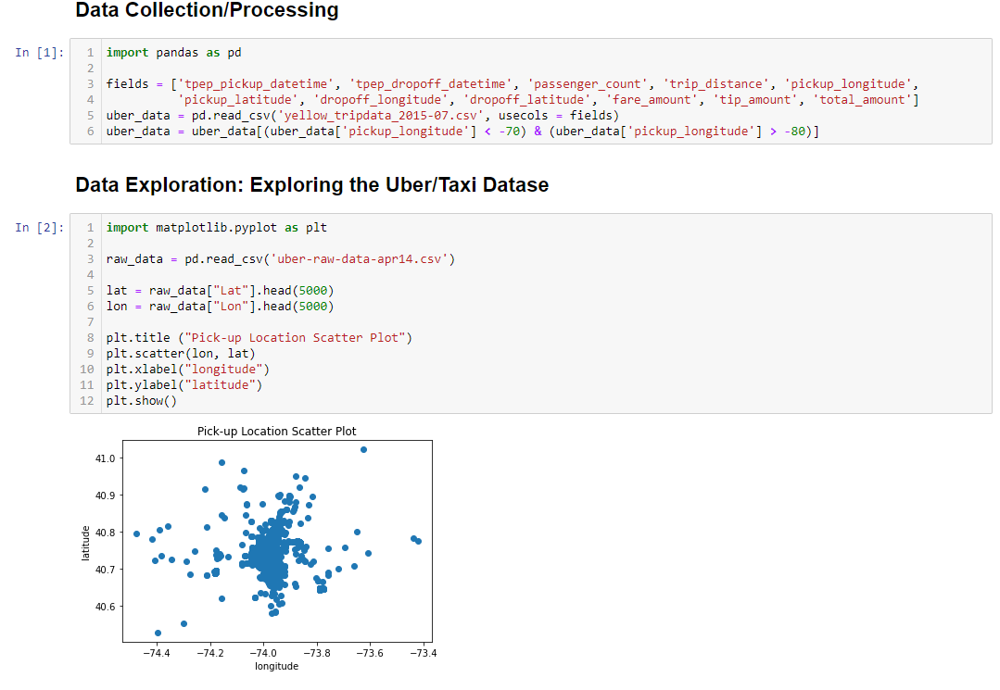 Data Collection/Processing
In [1]:
1 import pandas as pd
2
3 fields = ['tpep_pickup_datetime', 'tpep_dropoff_datetime', 'passenger_count', 'trip_distance', 'pickup_longitude',
4 'pickup_latitude', 'dropoff_longitude', 'dropoff_latitude', 'fare_amount', 'tip_amount', 'total_amount']
5 uber_data = pd.read_csv('yellow_tripdata_2015-07.csv', usecols = fields)
6 uber_data = uber_data[(uber_data['pickup_longitude'] < -70) & (uber_data['pickup_longitude'] > -80)]
Data Exploration: Exploring the Uber/Taxi Datase
In [2]:
1 import matplotlib.pyplot as plt
2
3 raw_data = pd.read_csv('uber-raw-data-apr14.csv')
4
5 lat = raw_data["Lat"].head(5000)
6 lon = raw_data["Lon"].head(5000)
7
8 plt.title ("Pick-up Location Scatter Plot")
9 plt.scatter(lon, lat)
10 plt.xlabel("longitude")
11 plt.ylabel("latitude")
12 plt.show()
Pick-up Location Scatter Plot
41.0
40.9
40.8
40.7
40.6
latitude
−74.4 −74.2 −74.0 −73.8 −73.6 −73.4
longitude